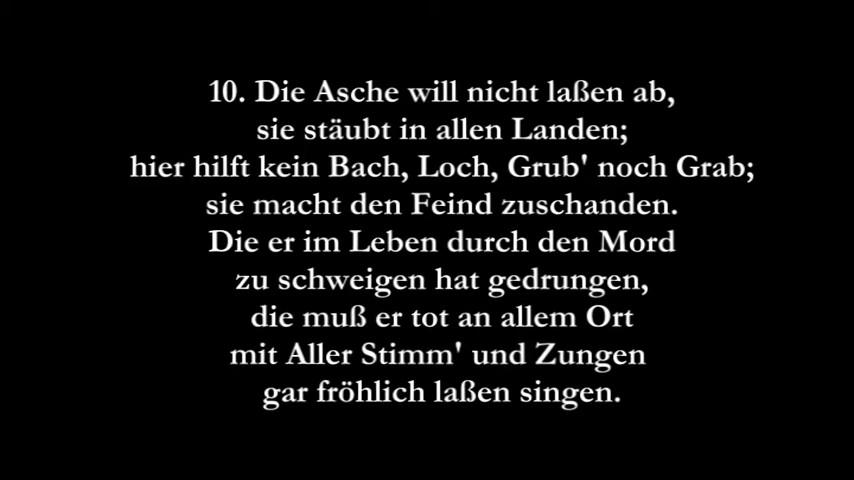 10. Die Asche will nicht laßen ab,
sie stäubt in allen Landen;
hier hilft kein Bach, Loch, Grub' noch Grab;
sie macht den Feind zuschanden.
Die er im Leben durch den Mord
zu schweigen hat gedrungen,
die muß er tot an allem Ort
mit Aller Stimm' und Zungen
gar fröhlich laßen singen.